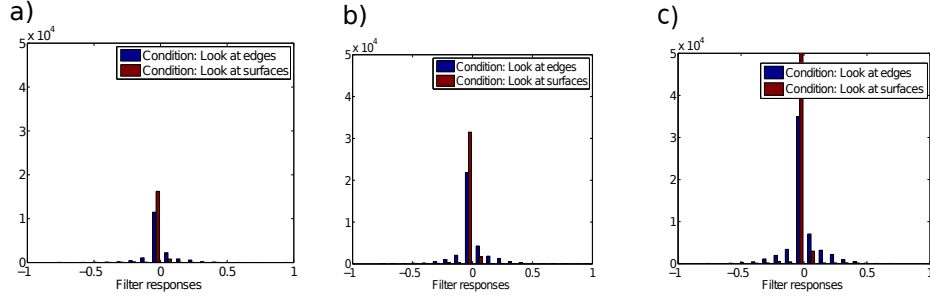 a)
x 10^4
5
4
3
2
1
0
−1
−0.5
0
0.5
1
Filter responses
Condition: Look at edges
Condition: Look at surfaces
b)
x 10^4
5
4
3
2
1
0
−1
−0.5
0
0.5
1
Filter responses
Condition: Look at edges
Condition: Look at surfaces
c)
x 10^4
5
4
3
2
1
0
−1
−0.5
0
0.5
1
Filter responses
Condition: Look at edges
Condition: Look at surfaces